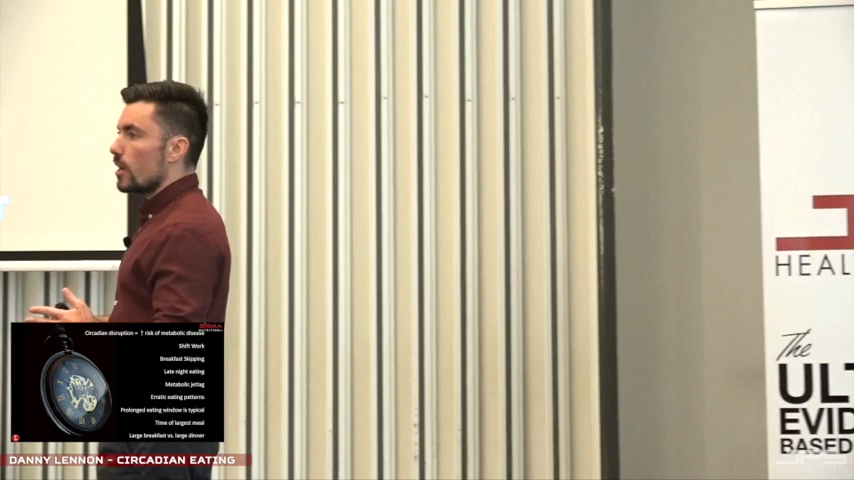 HEAL
The
ULT
EVID
BASED
SIGMA
Circadian disruption = ↑ risk of metabolic disease
Shift Work
Breakfast Skipping
Late night eating
Metabolic jetlag
Erratic eating patterns
Prolonged eating window is typical
Time of largest meal
Large breakfast vs. large dinner
DANNY LENNON - CIRCADIAN EATING